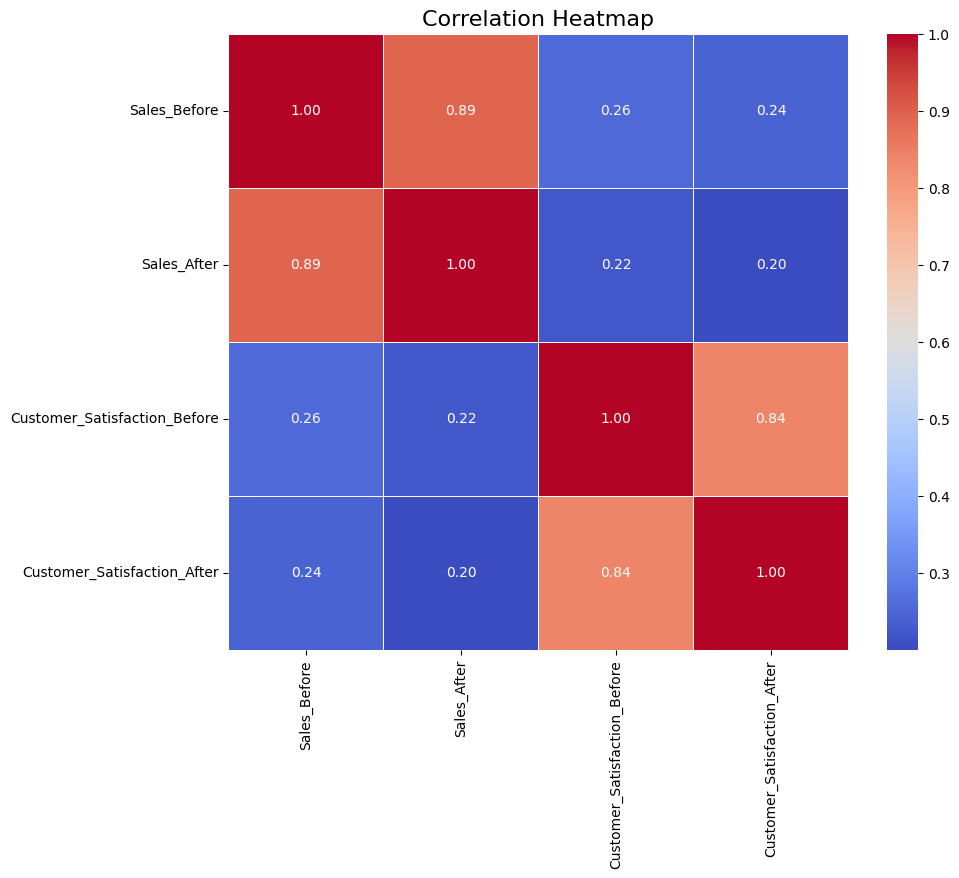 Correlation Heatmap
Sales_Before
1.00 0.89 0.26 0.24
Sales_After
0.89 1.00 0.22 0.20
Customer_Satisfaction_Before
0.26 0.22 1.00 0.84
Customer_Satisfaction_After
0.24 0.20 0.84 1.00
Sales_Before
Sales_After
Customer_Satisfaction_Before
Customer_Satisfaction_After
1.0
0.9
0.8
0.7
0.6
0.5
0.4
0.3